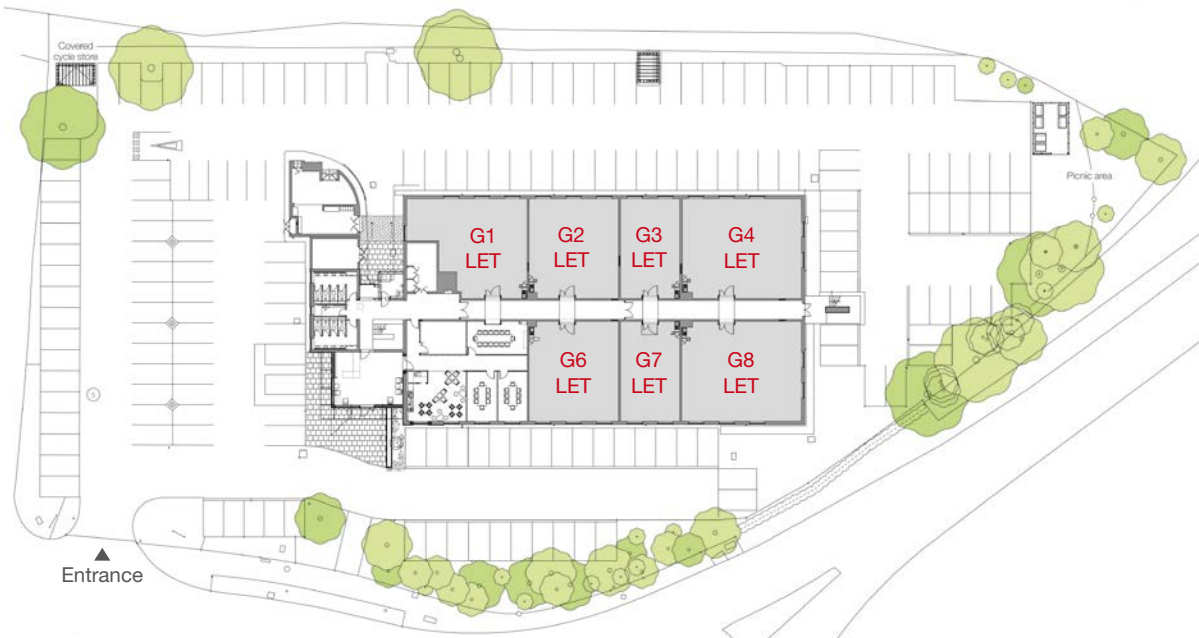 Covered
cycle store
Picnic area
G1
LET
G2
LET
G3
LET
G4
LET
G6
LET
G7
LET
G8
LET
5
Entrance